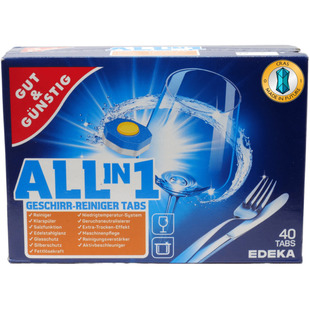 GUT &
GÜNSTIG
CRAS
MADE IN FUTURE
ALL IN 1
GESCHIRR-REINIGER TABS
Reiniger
Klarspüler
Salzfunktion
Edelstahlglanz
Glasschutz
Silberschutz
Fettlösekraft
Niedrigtemperatur-System
Geruchsneutralisierer
Extra-Trocken-Effekt
Maschinenpflege
Reinigungsverstärker
Aktivbeschleuniger
40
TABS
EDEKA